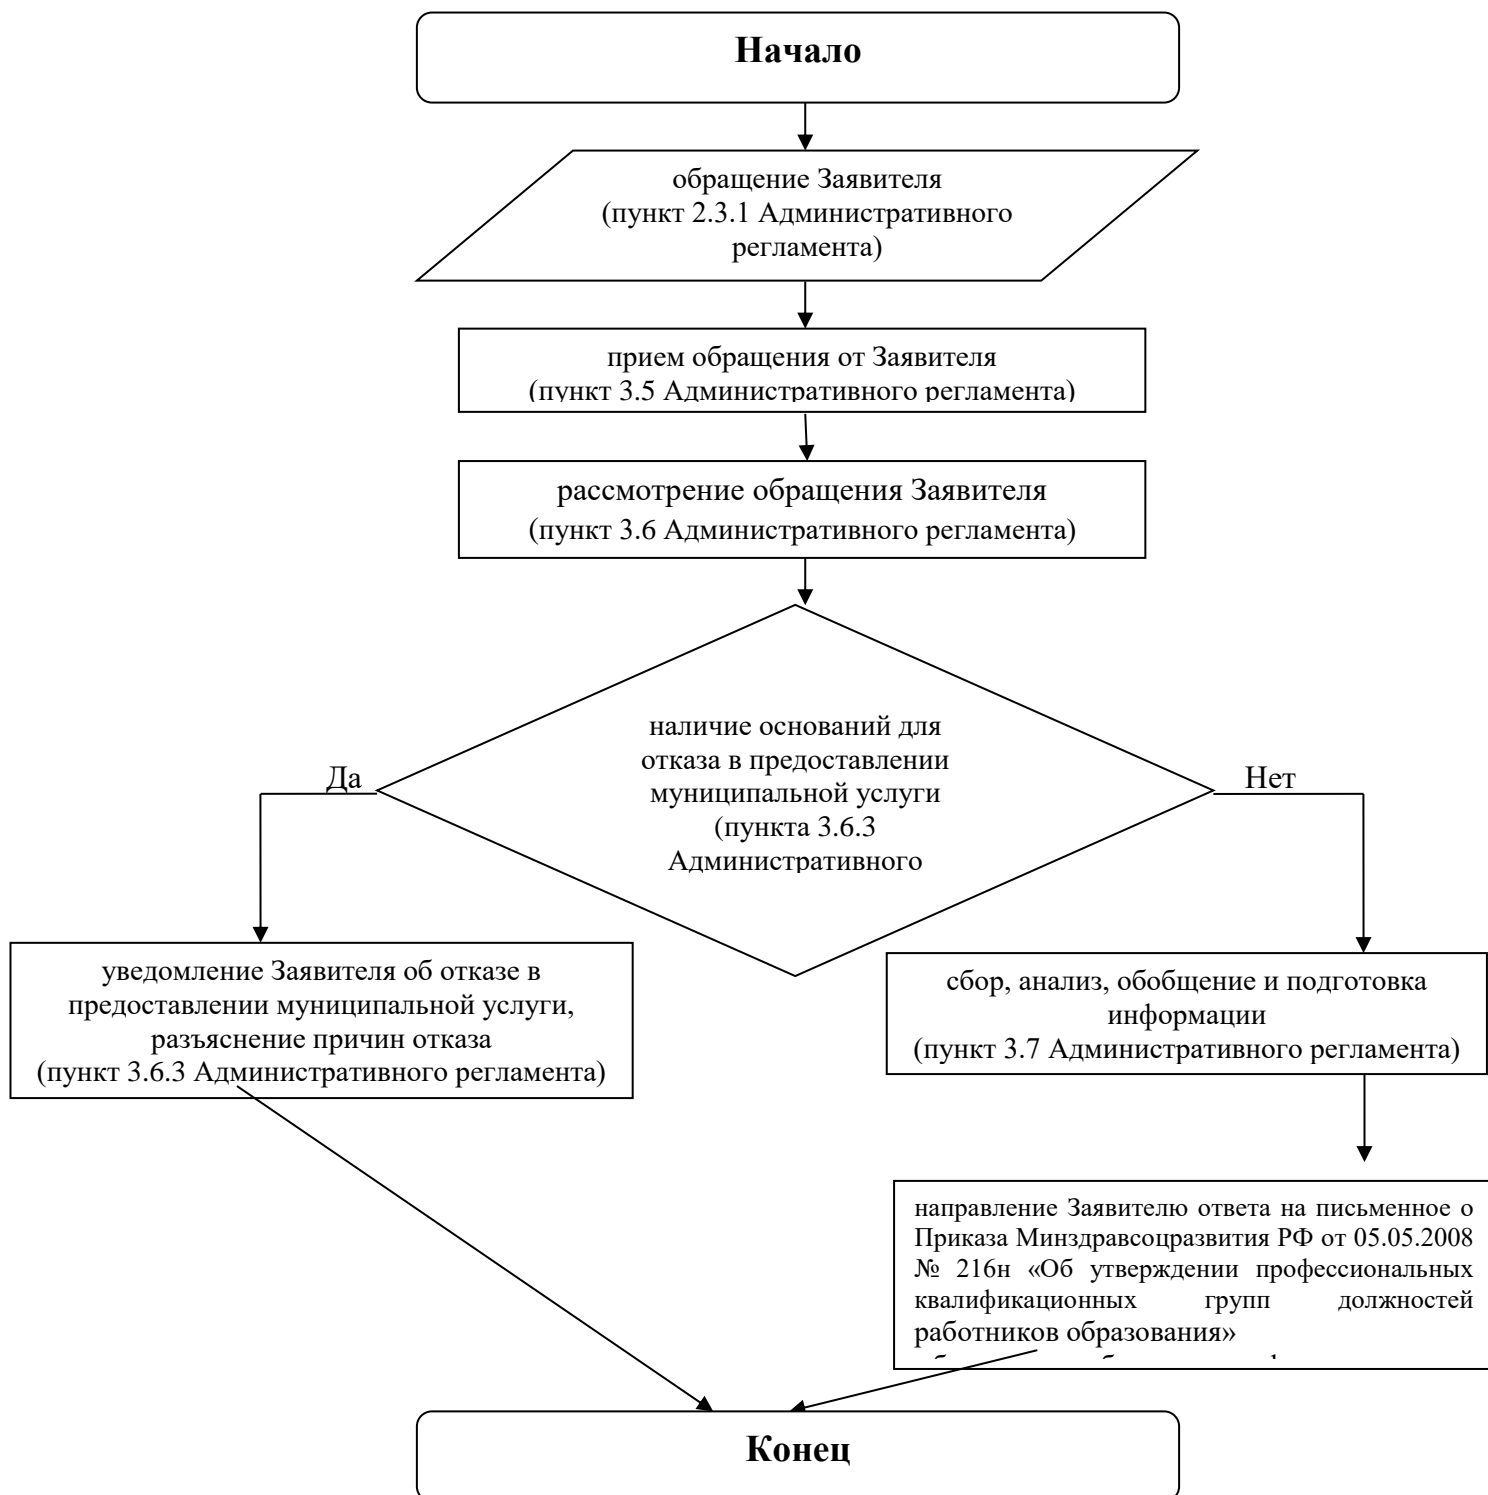 Начало
обращение Заявителя
(пункт 2.3.1 Административного
регламента)
прием обращения от Заявителя
(пункт 3.5 Административного регламента)
рассмотрение обращения Заявителя
(пункт 3.6 Административного регламента)
наличие оснований для
отказа в предоставлении
муниципальной услуги
(пункта 3.6.3
Административного
Да
Нет
уведомление Заявителя об отказе в
предоставлении муниципальной услуги,
разъяснение причин отказа
(пункт 3.6.3 Административного регламента)
сбор, анализ, обобщение и подготовка
информации
(пункт 3.7 Административного регламента)
направление Заявителю ответа на письменное о
Приказа Минздравсоцразвития РФ от 05.05.2008
№ 216н «Об утверждении профессиональных
квалификационных групп должностей
работников образования»
Конец